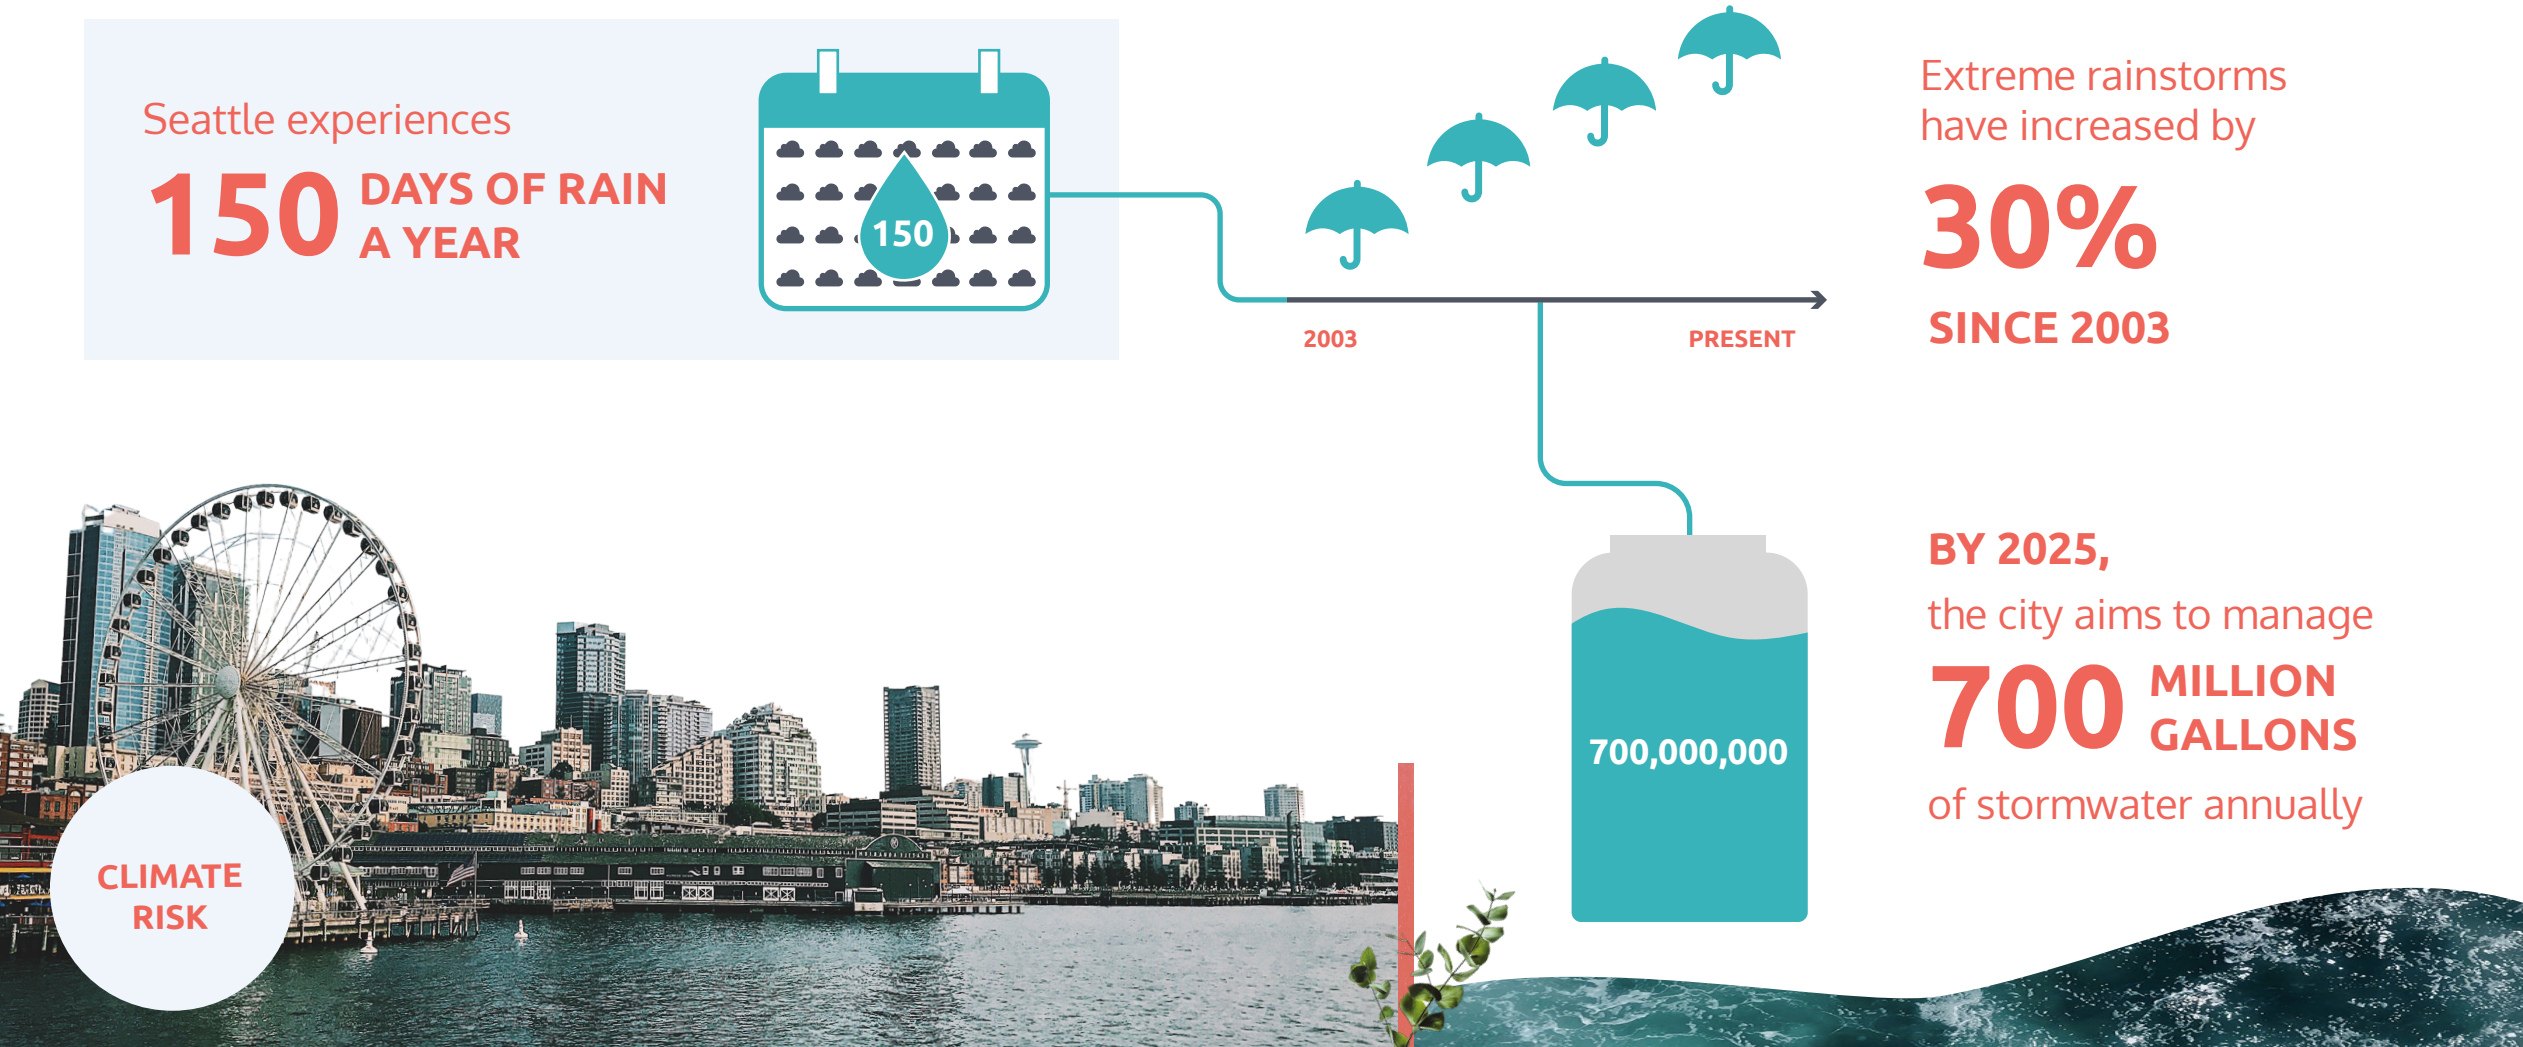 Seattle experiences
150 DAYS OF RAIN
A YEAR
150
2003
PRESENT
Extreme rainstorms
have increased by
30%
SINCE 2003
BY 2025,
the city aims to manage
700 MILLION
GALLONS
of stormwater annually
700,000,000
CLIMATE
RISK